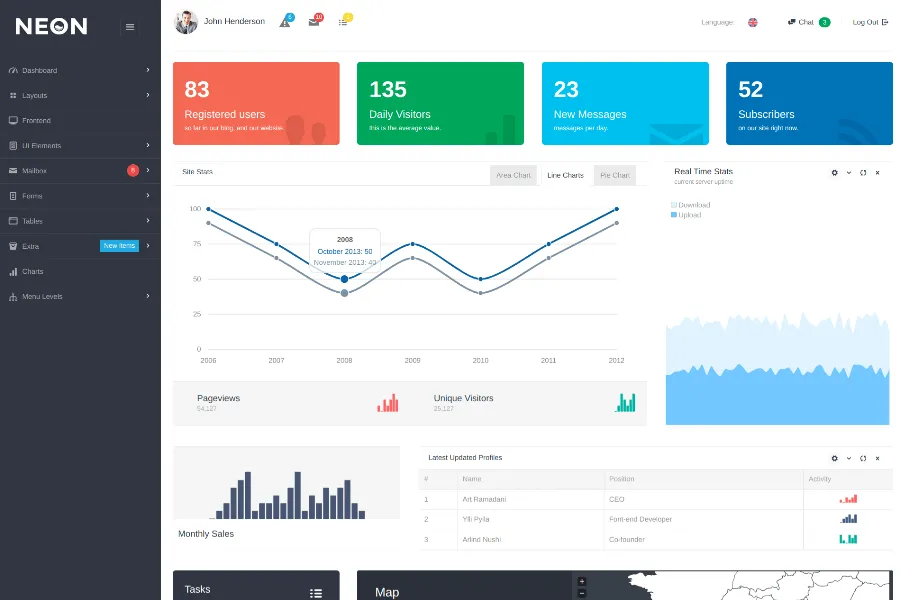 NEON
John Henderson
6
10
1
Language:
Chat
3
Log Out
Dashboard
Layouts
Frontend
UI Elements
Mailbox
8
Forms
Tables
Extra
New Items
Charts
Menu Levels
83
Registered users
so far in our blog, and our website.
135
Daily Visitors
this is the average value.
23
New Messages
messages per day.
52
Subscribers
on our site right now.
Site Stats
Area Chart
Line Charts
Pie Chart
100
75
50
25
0
2008
October 2013: 50
November 2013: 40
2006
2007
2008
2009
2010
2011
2012
Real Time Stats
current server uptime
Download
Upload
Pageviews
94,127
Unique Visitors
25,127
Monthly Sales
Latest Updated Profiles
# Name Position Activity
1 Art Ramadani CEO
2 Ylli Pylla Font-end Developer
3 Arlind Nushi Co-founder
Tasks
Map
+
−